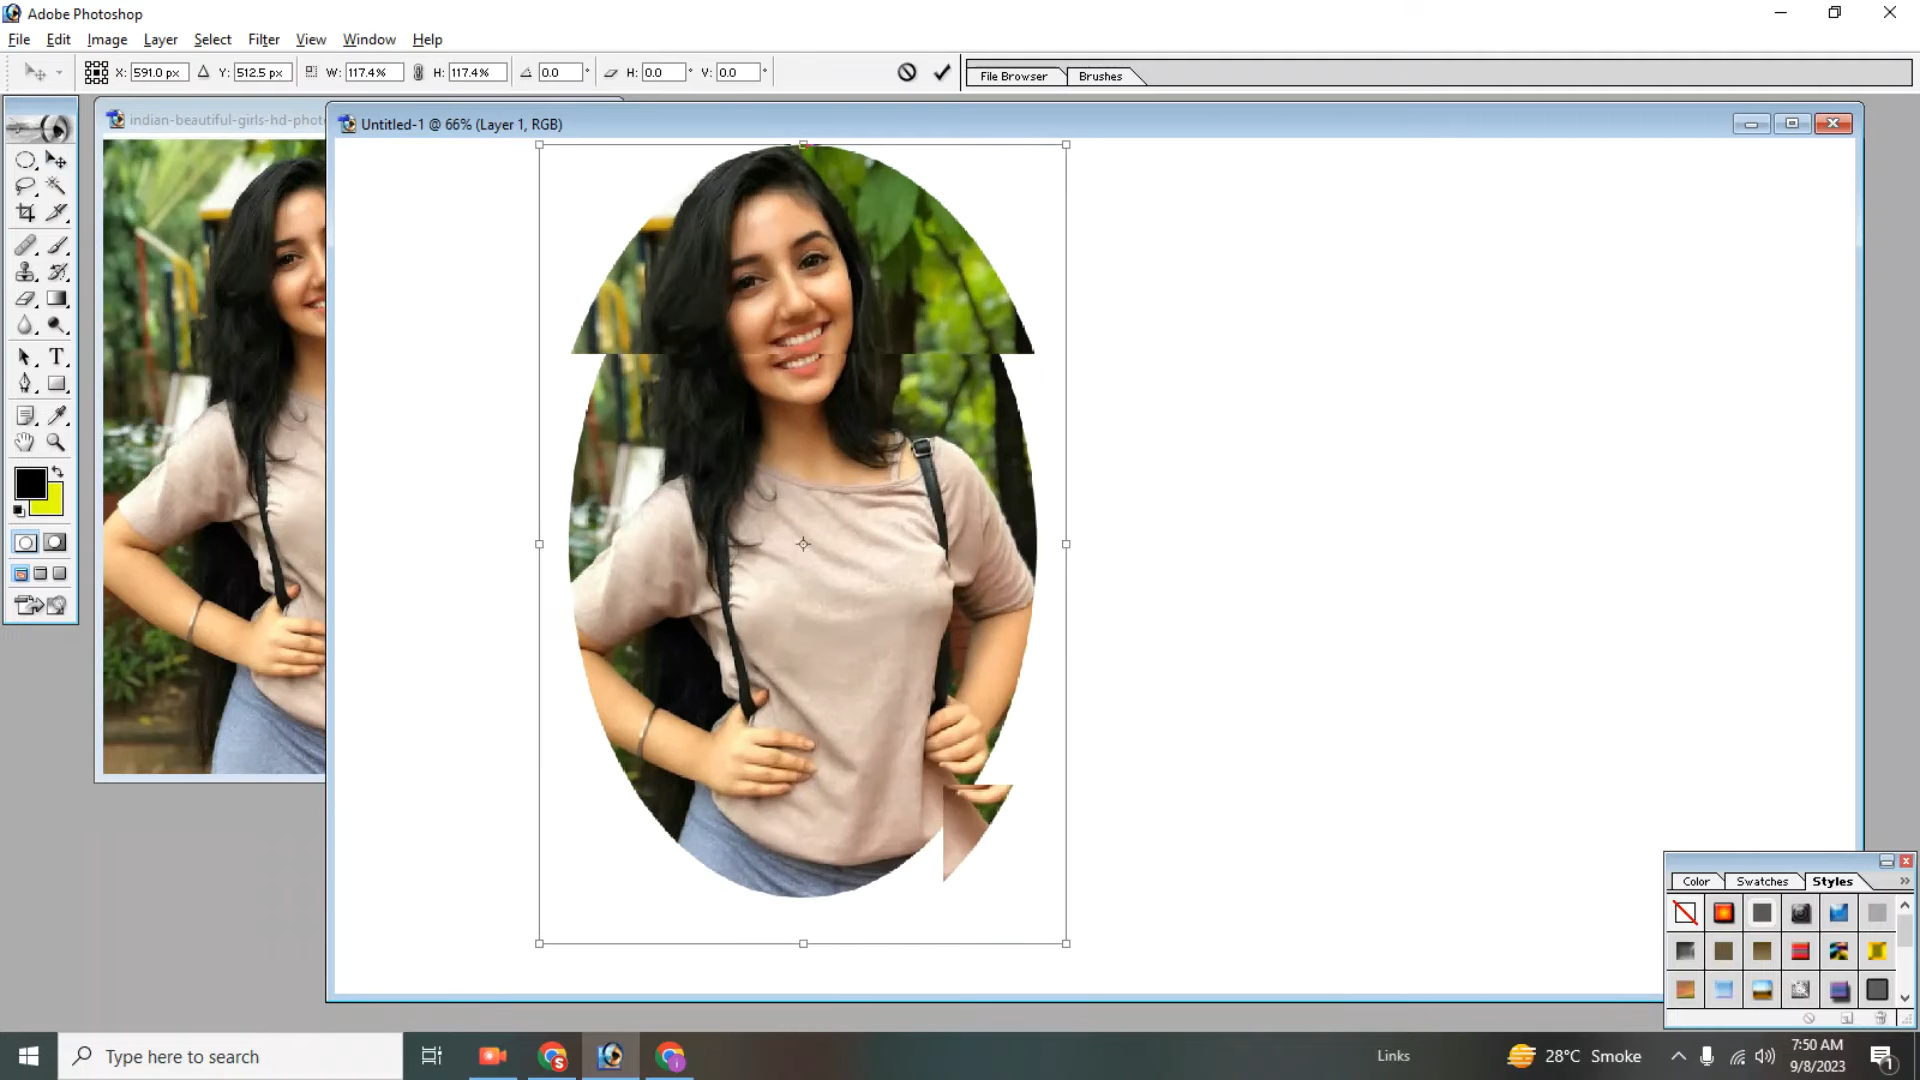 Adobe Photoshop
File Edit Image Layer Select Filter View Window Help
X: 591.0 px Y: 512.5 px W: 117.4% H: 117.4% 0.0 ° H: 0.0 ° V: 0.0 °
File Browser Brushes
indian-beautiful-girls-hd-phot
Untitled-1 @ 66% (Layer 1, RGB)
T
Color Swatches Styles »
Type here to search
S
i
Links
28°C Smoke
7:50 AM
9/8/2023
1